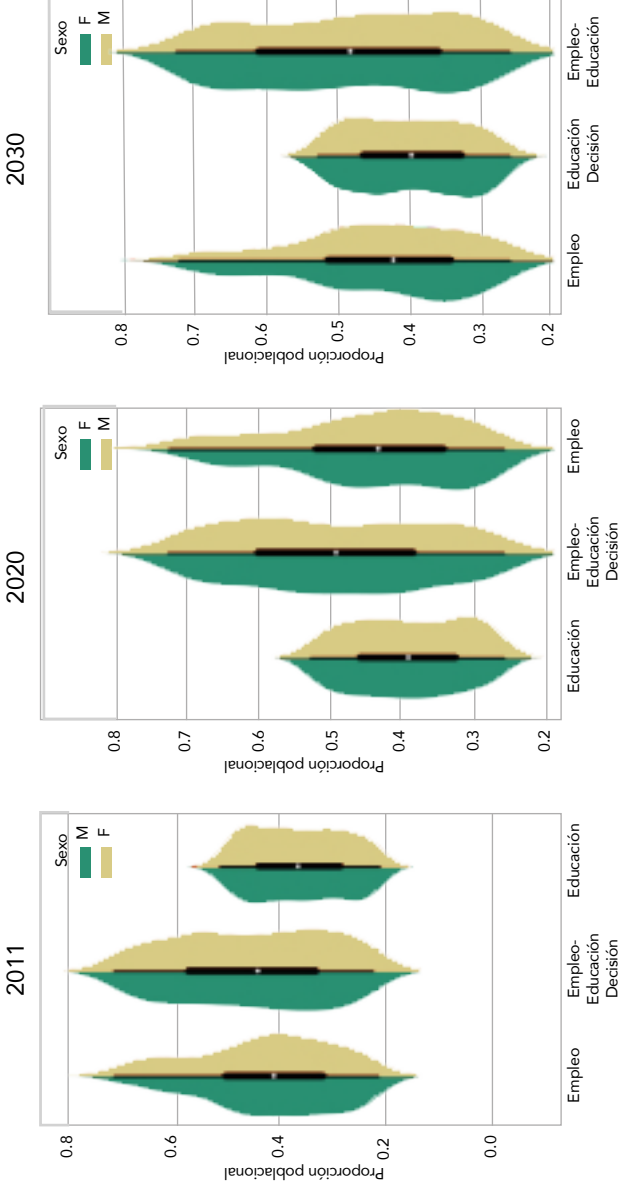 2011
Sexo
M
F
Proporción poblacional
0.8
0.6
0.4
0.2
0.0
Empleo
Empleo-
Educación
Decisión
Educación
2020
Sexo
F
M
Proporción poblacional
0.8
0.7
0.6
0.5
0.4
0.3
0.2
Educación
Empleo-
Educación
Decisión
Empleo
2030
Sexo
F
M
Proporción poblacional
0.8
0.7
0.6
0.5
0.4
0.3
0.2
Empleo
Educación
Decisión
Empleo-
Educación